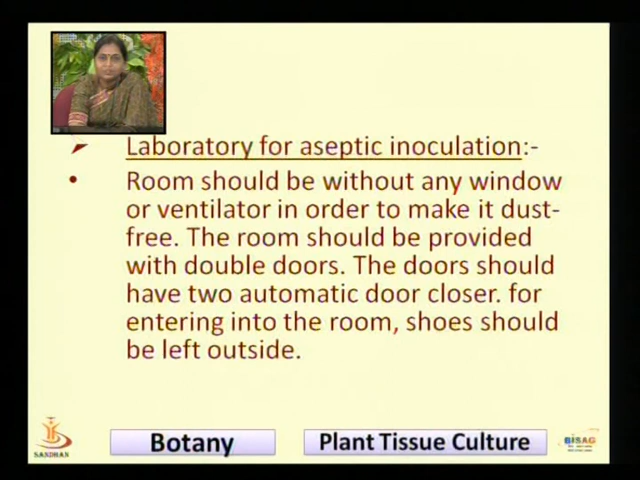 Laboratory for aseptic inoculation:-
Room should be without any window
or ventilator in order to make it dust-
free. The room should be provided
with double doors. The doors should
have two automatic door closer. for
entering into the room, shoes should
be left outside.
SANDHAN
Botany
Plant Tissue Culture
BISAG